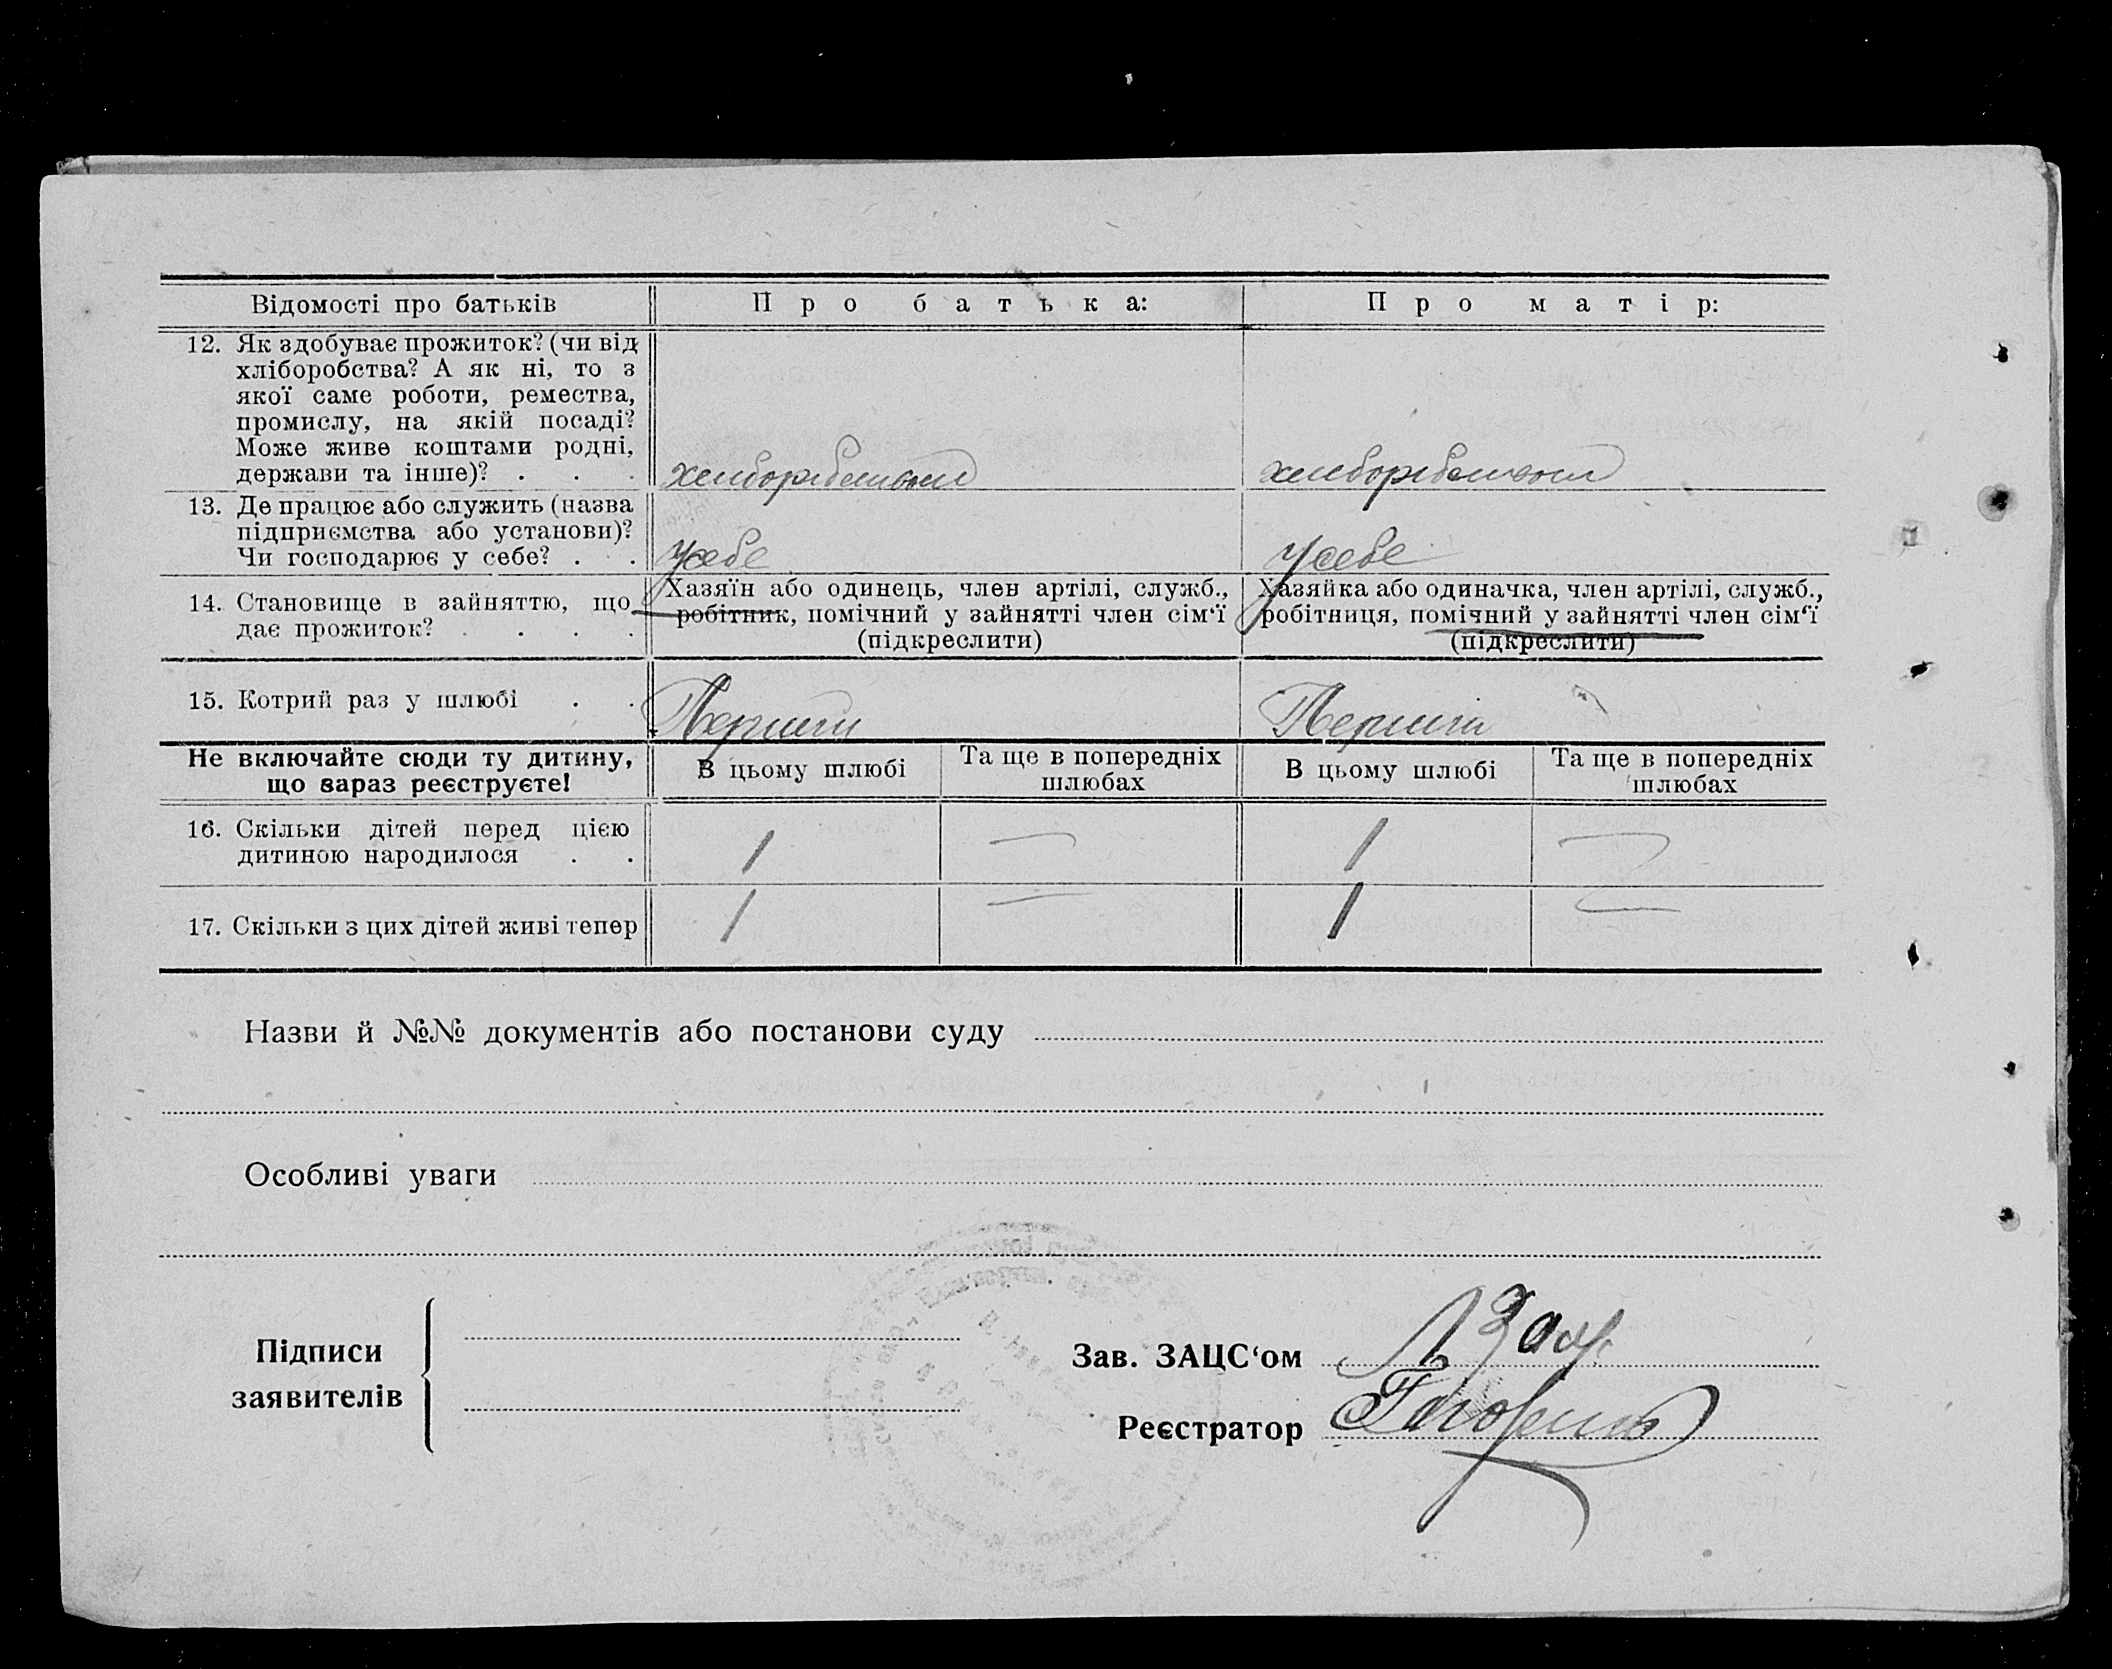 Відомості про батьків
Про батька:
Про матір:
12. Як здобуває прожиток? (чи від
хліборобства? А як ні, то з
якої саме роботи, ремества,
промислу, на якій посаді?
Може живе коштами родні,
держави та інше)? . . .
13. Де працює або служить (назва
підприємства або установи)?
Чи господарює у себе? . .
У себе
У себе
14. Становище в зайняттю, що
дає прожиток? . . . .
Хазяїн або одинець, член артілі, служб.,
робітник, помічний у зайнятті член сім‘ї
(підкреслити)
Хазяйка або одиначка, член артілі, служб.,
робітниця, помічний у зайнятті член сім‘ї
(підкреслити)
15. Котрий раз у шлюбі . .
Не включайте сюди ту дитину,
що зараз реєструєте!
В цьому шлюбі
Та ще в попередніх
шлюбах
В цьому шлюбі
Та ще в попередніх
шлюбах
16. Скільки дітей перед цією
дитиною народилося . .
1 — 1 —
17. Скільки з цих дітей живі тепер
1 — 1 —
Назви й №№ документів або постанови суду
Особливі уваги
Підписи
заявителів
Зав. ЗАЦС‘ом
Реєстратор